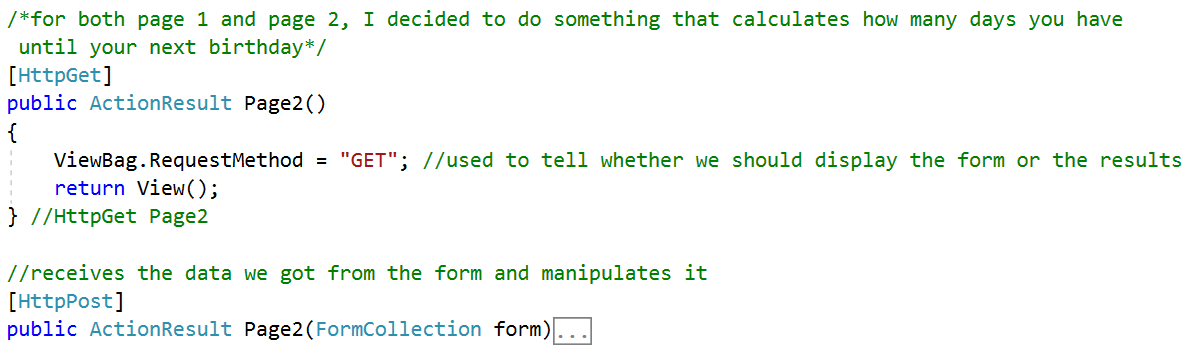 /*for both page 1 and page 2, I decided to do something that calculates how many days you have
 until your next birthday*/
[HttpGet]
public ActionResult Page2()
{
    ViewBag.RequestMethod = "GET"; //used to tell whether we should display the form or the results
    return View();
} //HttpGet Page2

//receives the data we got from the form and manipulates it
[HttpPost]
public ActionResult Page2(FormCollection form)...